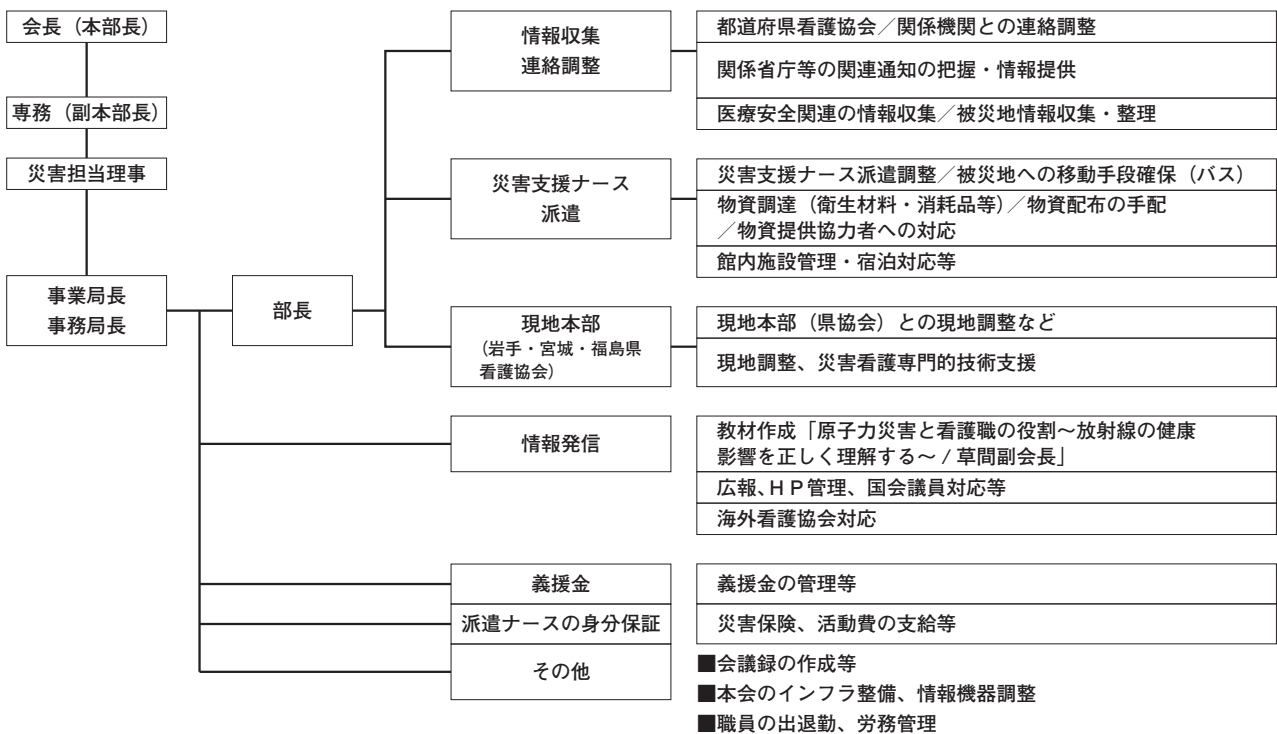 会長（本部長）
専務（副本部長）
災害担当理事
事業局長
事務局長
部長
情報収集
連絡調整
都道府県看護協会／関係機関との連絡調整
関係省庁等の関連通知の把握・情報提供
医療安全関連の情報収集／被災地情報収集・整理
災害支援ナース
派遣
災害支援ナース派遣調整／被災地への移動手段確保（バス）
物資調達（衛生材料・消耗品等）／物資配布の手配
／物資提供協力者への対応
館内施設管理・宿泊対応等
現地本部
（岩手・宮城・福島県
看護協会）
現地本部（県協会）との現地調整など
現地調整、災害看護専門的技術支援
情報発信
教材作成「原子力災害と看護職の役割～放射線の健康
影響を正しく理解する～ / 草間副会長」
広報、ＨＰ管理、国会議員対応等
海外看護協会対応
義援金
義援金の管理等
派遣ナースの身分保証
災害保険、活動費の支給等
その他
■会議録の作成等
■本会のインフラ整備、情報機器調整
■職員の出退勤、労務管理